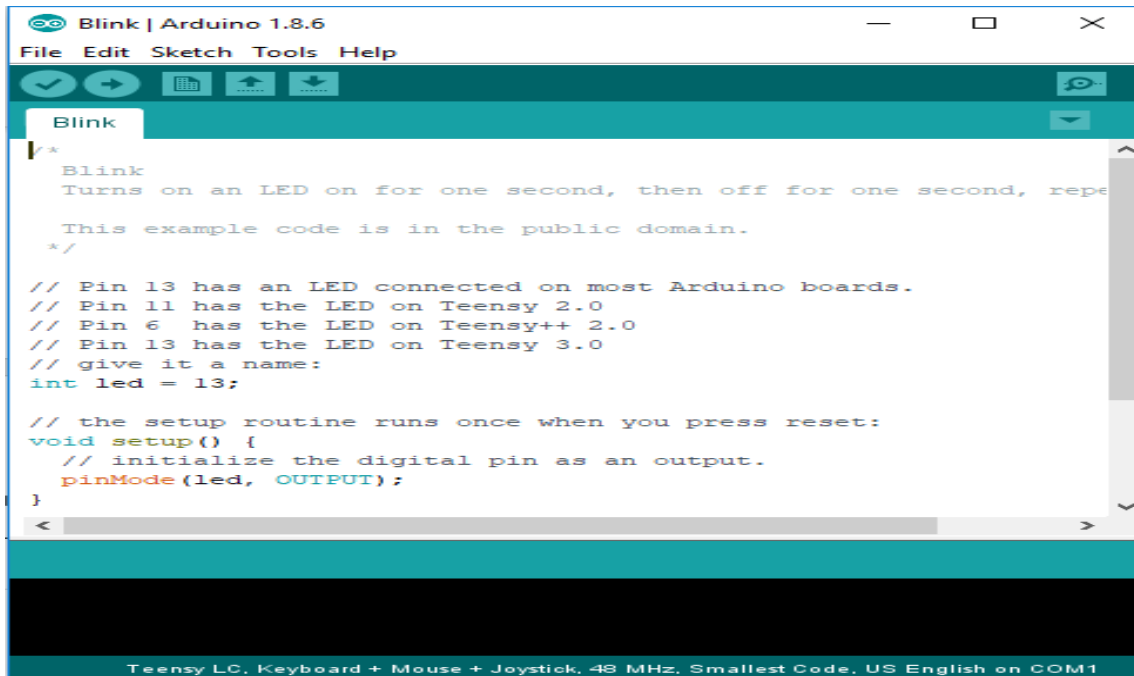 Blink | Arduino 1.8.6
File Edit Sketch Tools Help
Blink
/*
  Blink
  Turns on an LED on for one second, then off for one second, repe

  This example code is in the public domain.
 */

// Pin 13 has an LED connected on most Arduino boards.
// Pin 11 has the LED on Teensy 2.0
// Pin 6  has the LED on Teensy++ 2.0
// Pin 13 has the LED on Teensy 3.0
// give it a name:
int led = 13;

// the setup routine runs once when you press reset:
void setup() {
  // initialize the digital pin as an output.
  pinMode(led, OUTPUT);
}
Teensy LC, Keyboard + Mouse + Joystick, 48 MHz, Smallest Code, US English on COM1